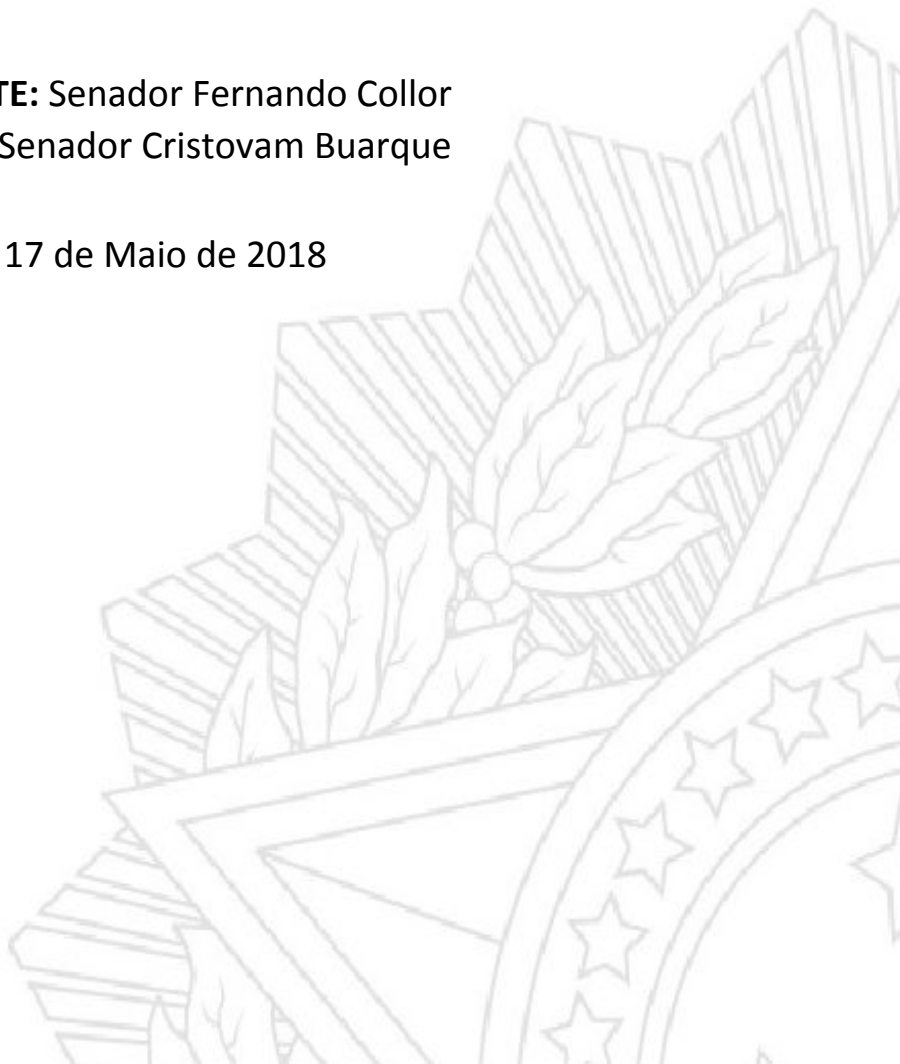 TE: Senador Fernando Collor
Senador Cristovam Buarque
17 de Maio de 2018